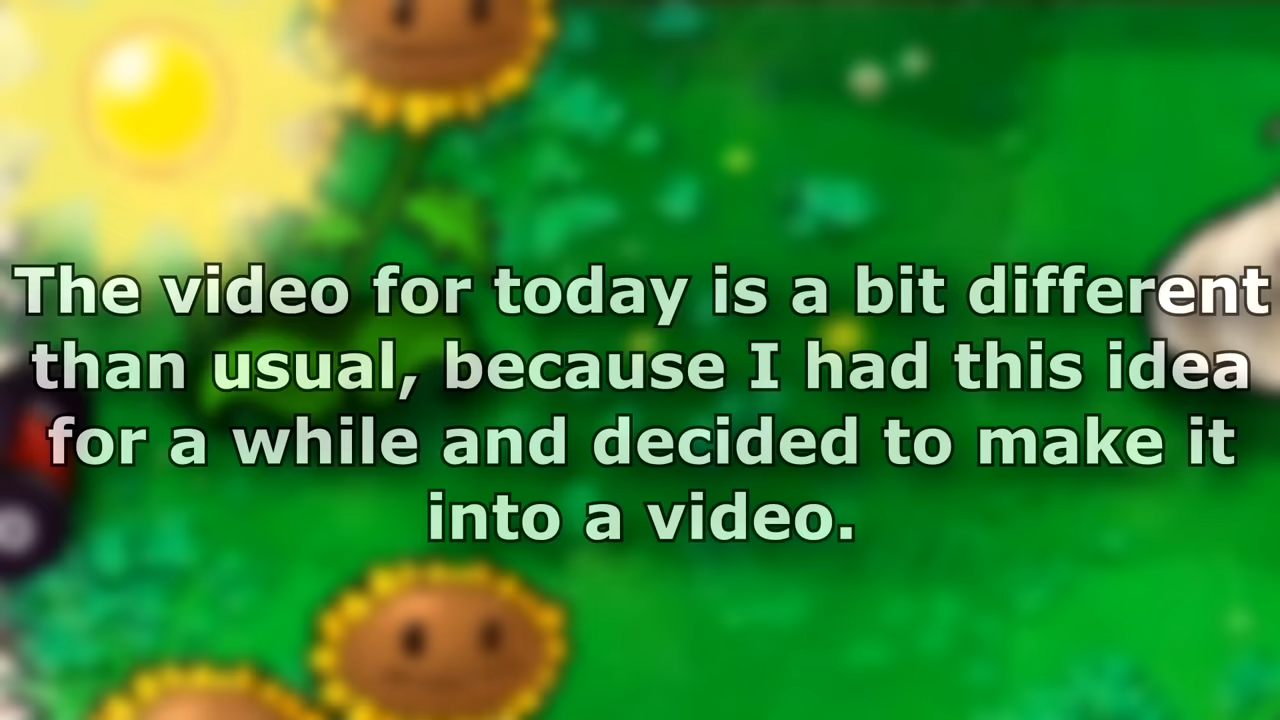 The video for today is a bit different
than usual, because I had this idea
for a while and decided to make it
into a video.